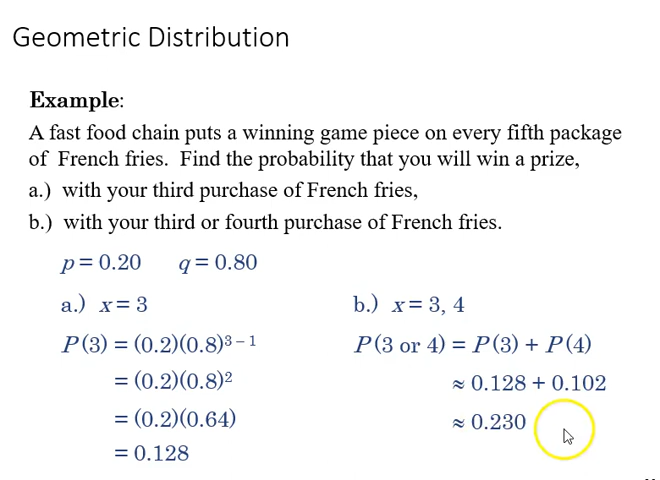 Geometric Distribution
Example:
A fast food chain puts a winning game piece on every fifth package
of French fries. Find the probability that you will win a prize,
a.) with your third purchase of French fries,
b.) with your third or fourth purchase of French fries.
p = 0.20 q = 0.80
a.) x = 3
P(3) = (0.2)(0.8)³⁻¹
= (0.2)(0.8)²
= (0.2)(0.64)
= 0.128
b.) x = 3, 4
P(3 or 4) = P(3) + P(4)
≈ 0.128 + 0.102
≈ 0.230